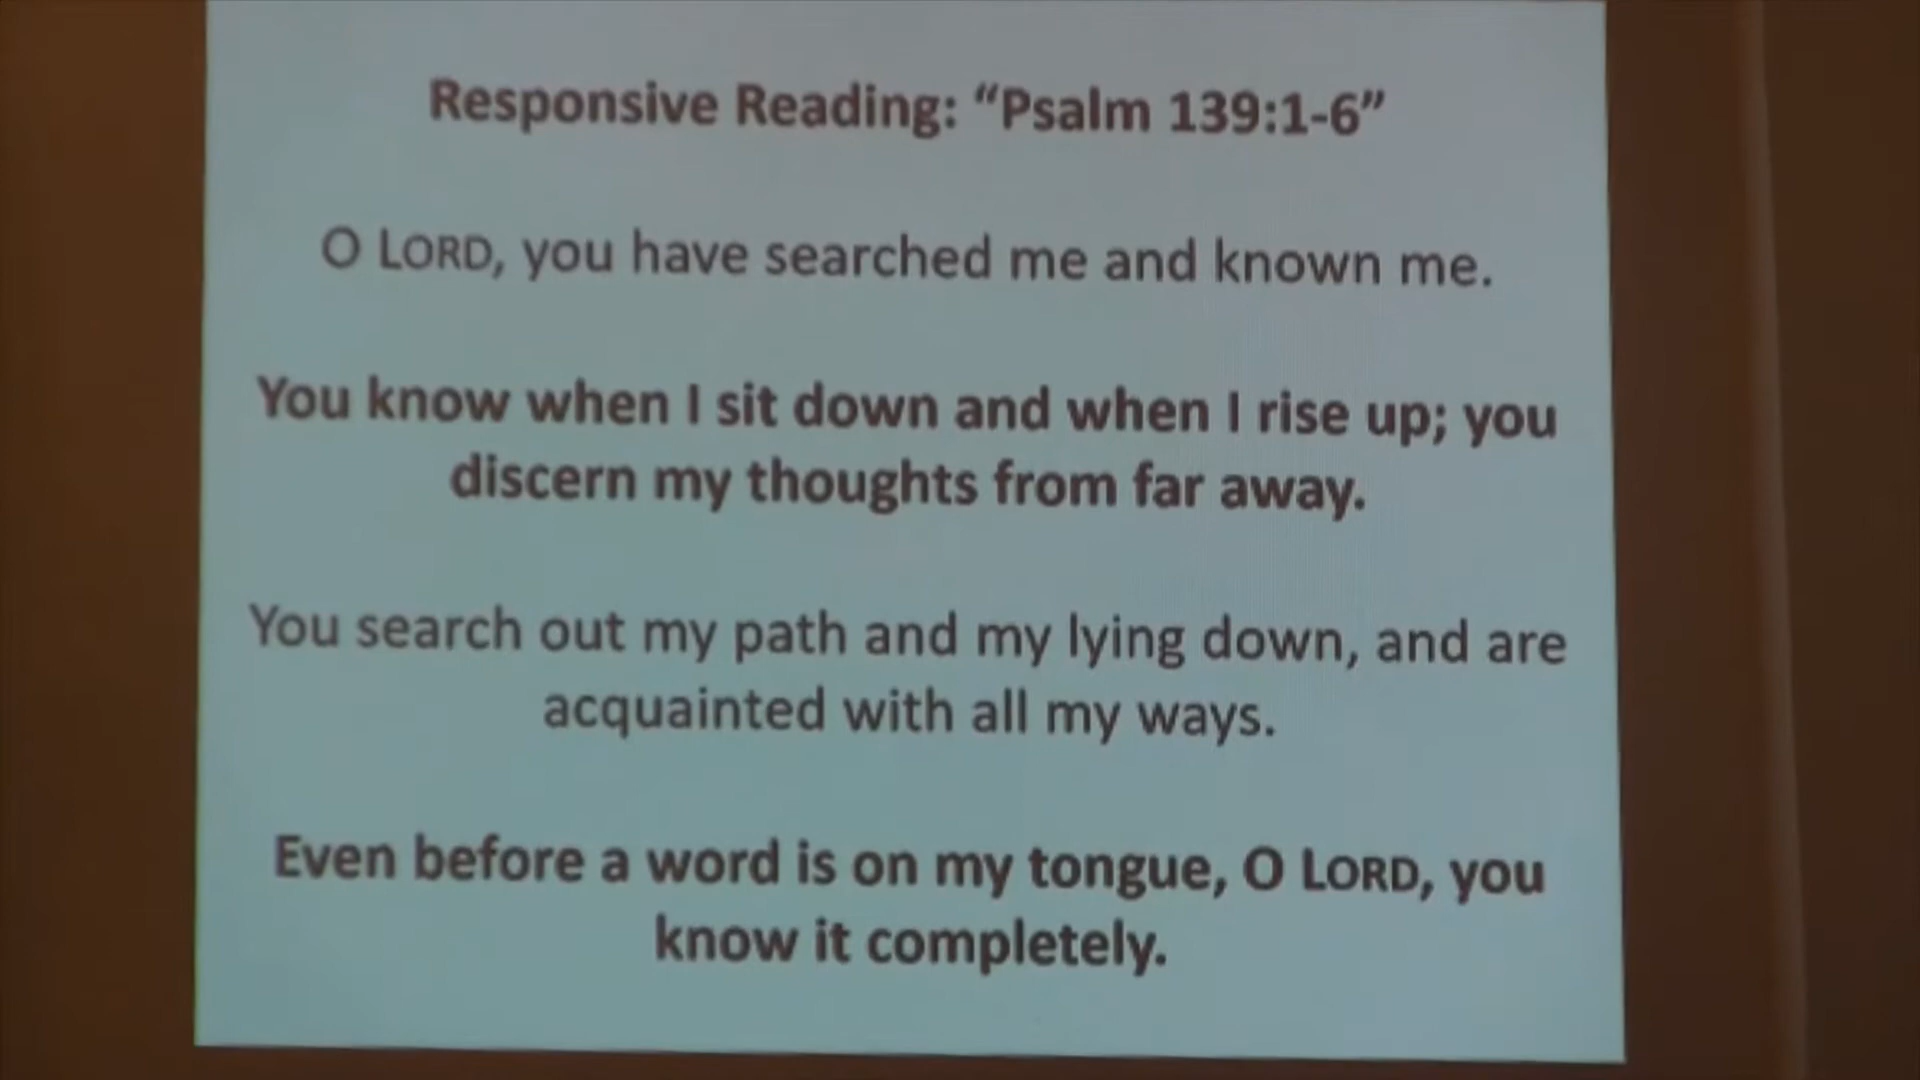 Responsive Reading: “Psalm 139:1-6”
O LORD, you have searched me and known me.
You know when I sit down and when I rise up; you
discern my thoughts from far away.
You search out my path and my lying down, and are
acquainted with all my ways.
Even before a word is on my tongue, O LORD, you
know it completely.